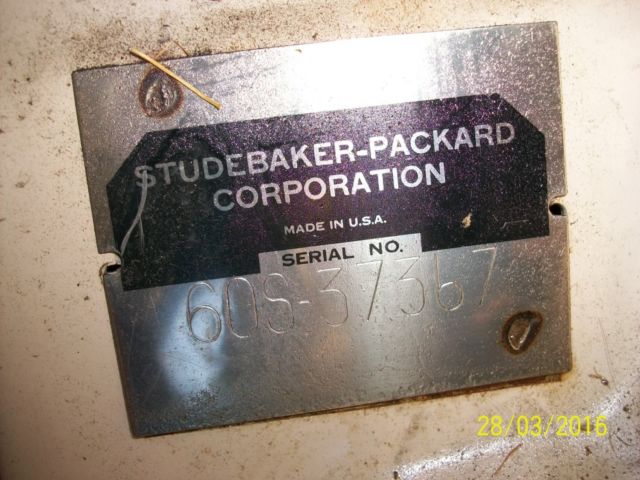 STUDEBAKER-PACKARD
CORPORATION
MADE IN U.S.A.
SERIAL NO.
60S-37367
28/03/2016